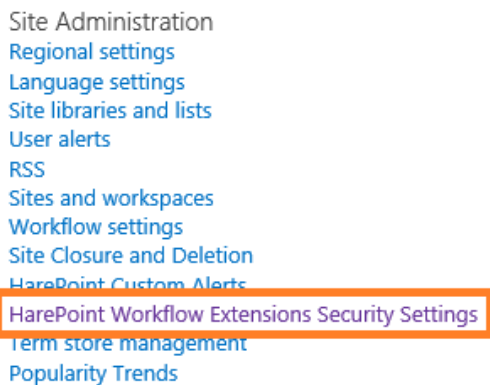 Site Administration
Regional settings
Language settings
Site libraries and lists
User alerts
RSS
Sites and workspaces
Workflow settings
Site Closure and Deletion
HarePoint Custom Alerts
HarePoint Workflow Extensions Security Settings
Term store management
Popularity Trends